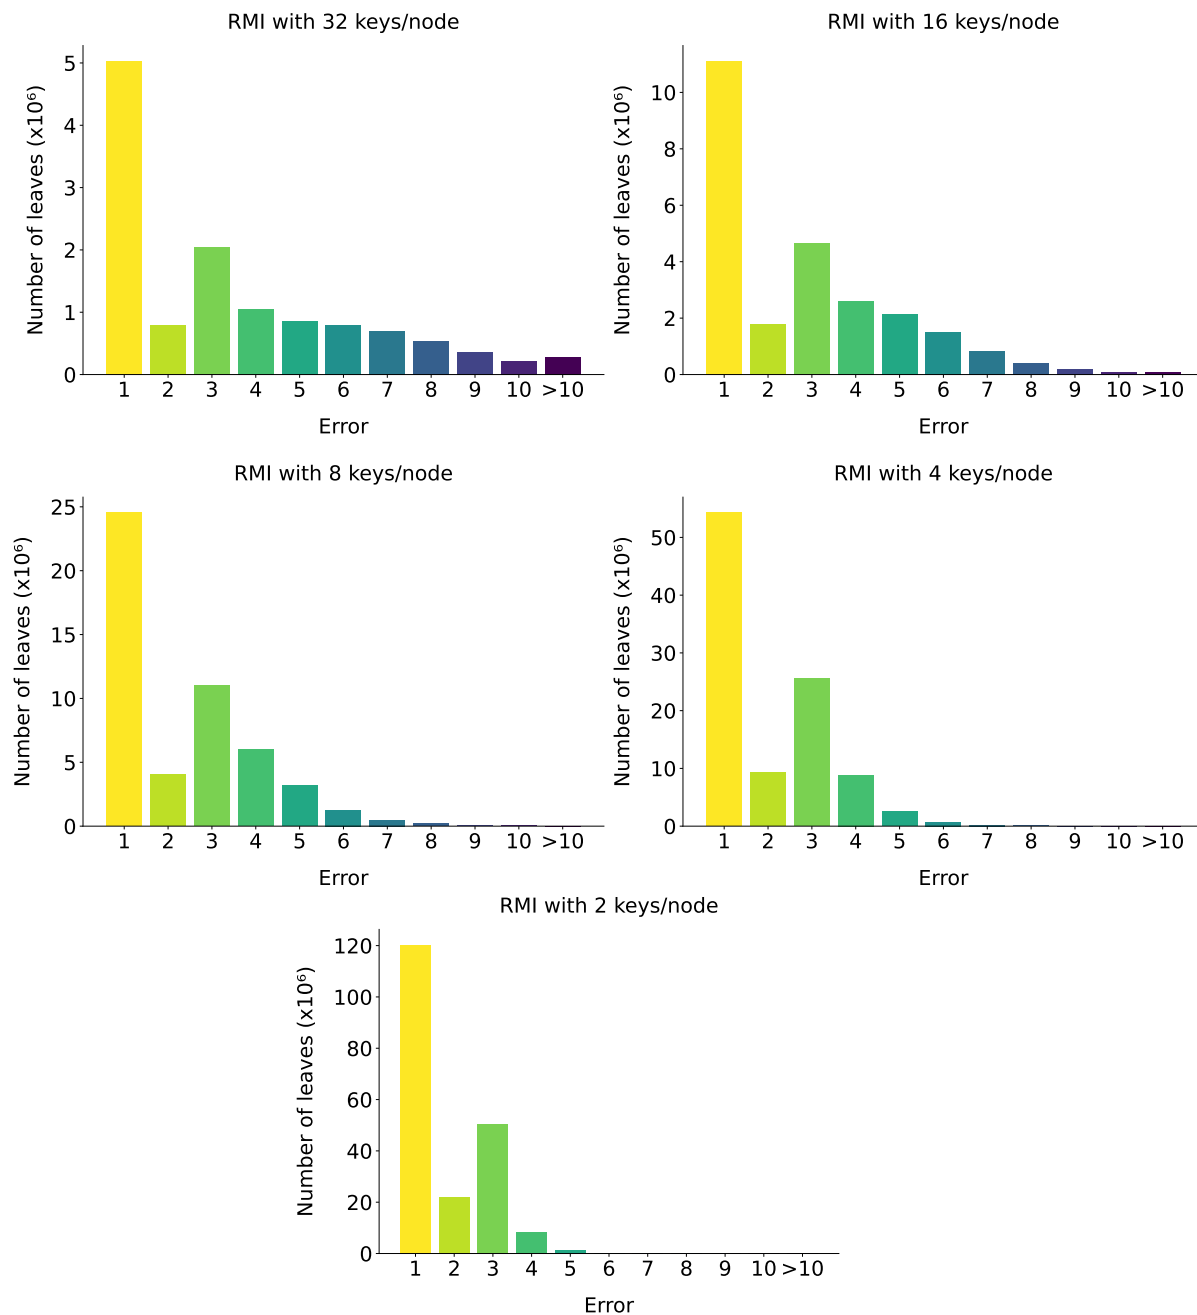 RMI with 32 keys/node
Number of leaves (x10⁶)
5
4
3
2
1
0
1 2 3 4 5 6 7 8 9 10 >10
Error
RMI with 16 keys/node
Number of leaves (x10⁶)
10
8
6
4
2
0
1 2 3 4 5 6 7 8 9 10 >10
Error
RMI with 8 keys/node
Number of leaves (x10⁶)
25
20
15
10
5
0
1 2 3 4 5 6 7 8 9 10 >10
Error
RMI with 4 keys/node
Number of leaves (x10⁶)
50
40
30
20
10
0
1 2 3 4 5 6 7 8 9 10 >10
Error
RMI with 2 keys/node
Number of leaves (x10⁶)
120
100
80
60
40
20
0
1 2 3 4 5 6 7 8 9 10 >10
Error